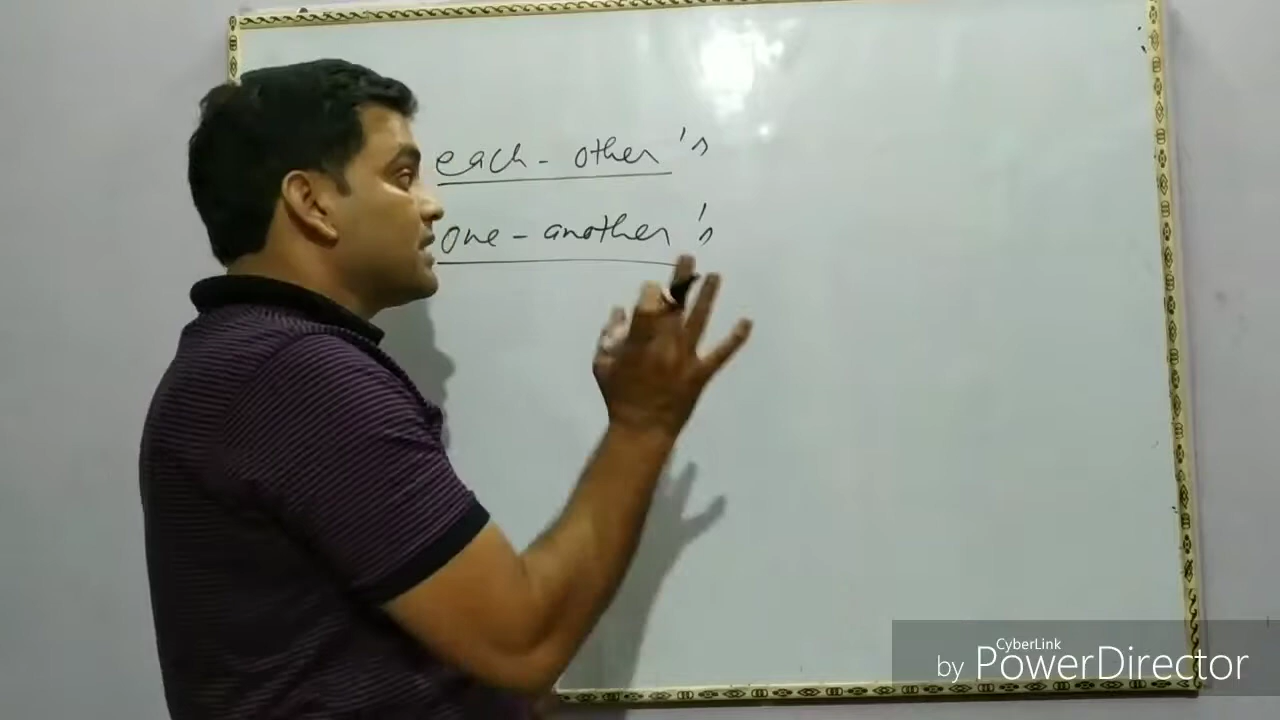 each - other's
one - another's
CyberLink
by PowerDirector